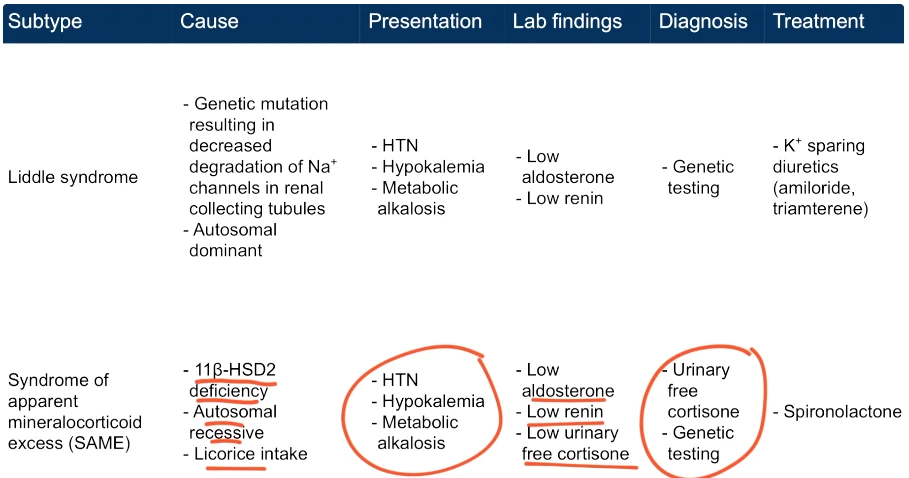 Subtype Cause Presentation Lab findings Diagnosis Treatment
Liddle syndrome
- Genetic mutation
resulting in
decreased
degradation of Na⁺
channels in renal
collecting tubules
- Autosomal
dominant
- HTN
- Hypokalemia
- Metabolic
alkalosis
- Low
aldosterone
- Low renin
- Genetic
testing
- K⁺ sparing
diuretics
(amiloride,
triamterene)
Syndrome of
apparent
mineralocorticoid
excess (SAME)
- 11β-HSD2
deficiency
- Autosomal
recessive
- Licorice intake
- HTN
- Hypokalemia
- Metabolic
alkalosis
- Low
aldosterone
- Low renin
- Low urinary
free cortisone
- Urinary
free
cortisone
- Genetic
testing
- Spironolactone